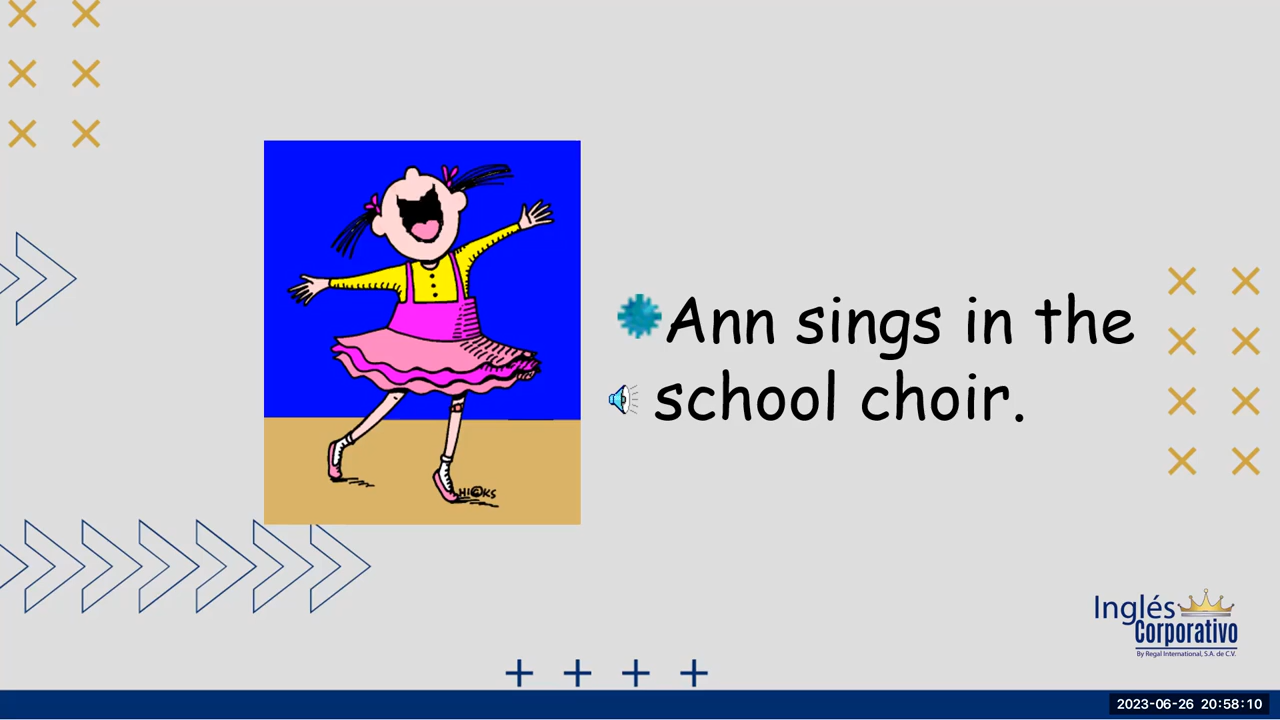 Ann sings in the
school choir.
HICKS
Inglés
Corporativo
By Regal International, S.A. de C.V.
2023-06-26 20:58:10